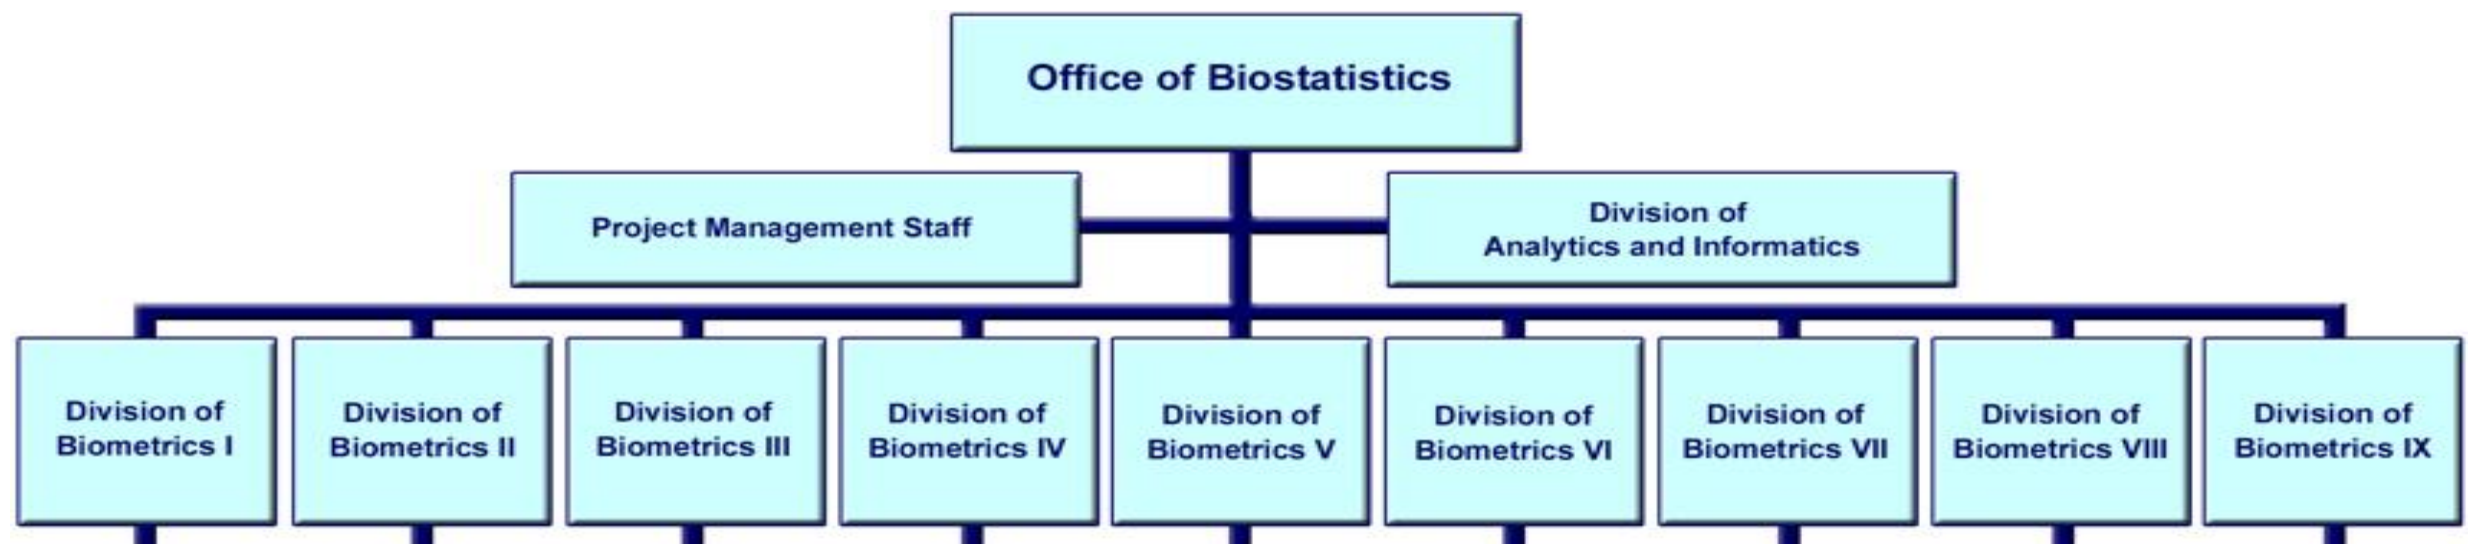 Office of Biostatistics
Project Management Staff
Division of
Analytics and Informatics
Division of
Biometrics I
Division of
Biometrics II
Division of
Biometrics III
Division of
Biometrics IV
Division of
Biometrics V
Division of
Biometrics VI
Division of
Biometrics VII
Division of
Biometrics VIII
Division of
Biometrics IX